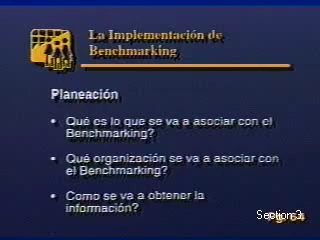 La Implementación de
Benchmarking
Planeación
• Qué es lo que se va a asociar con el
Benchmarking?
• Qué organización se va a asociar con
el Benchmarking?
• Como se va a obtener la
información?
Section 3